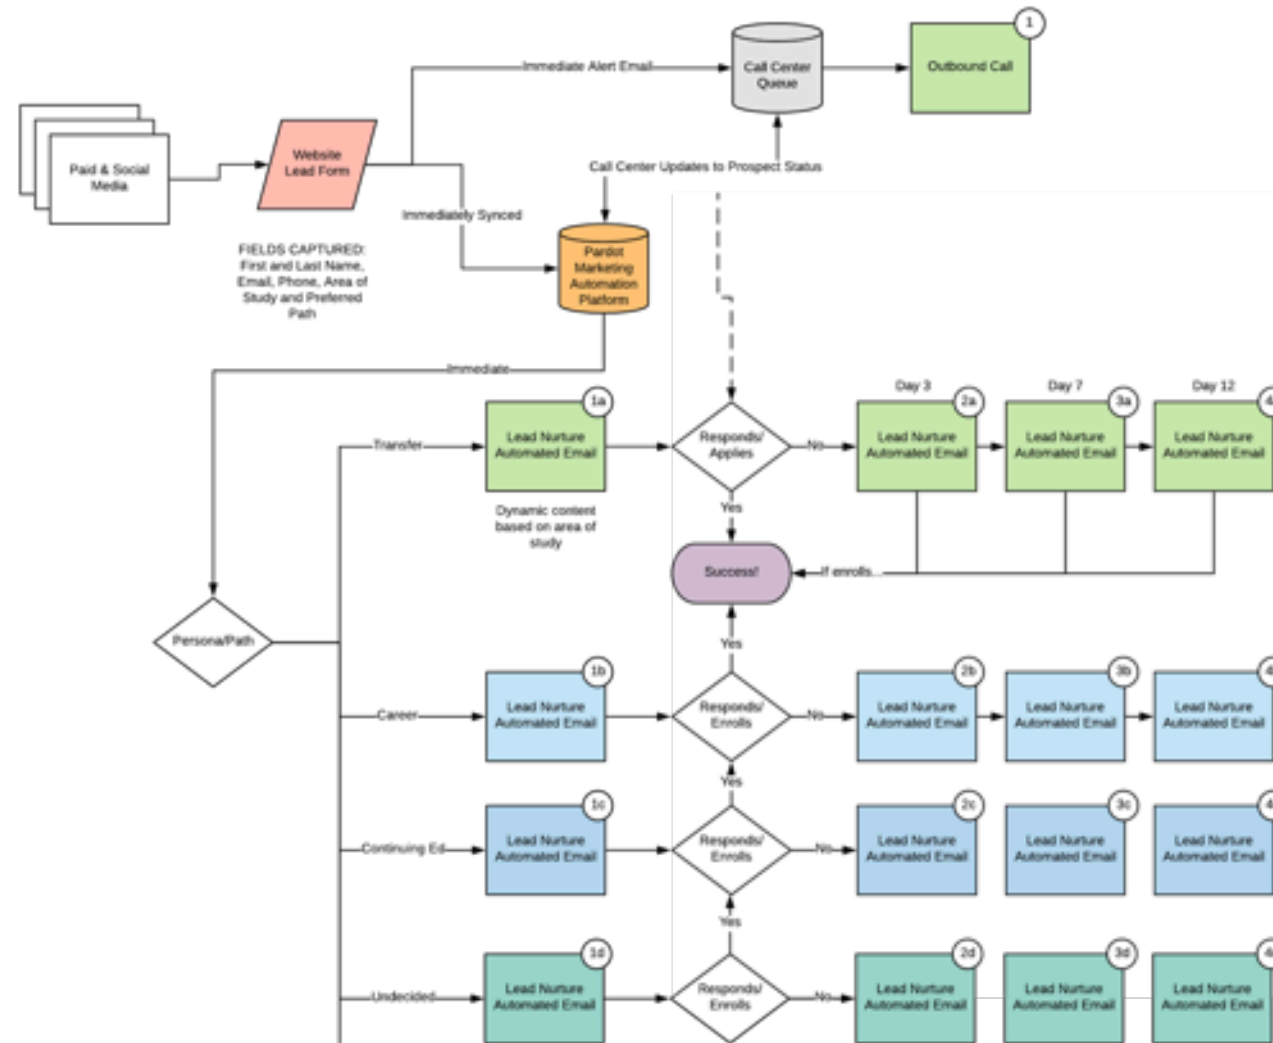 1
Immediate Alert Email
Call Center
Queue
Outbound Call
Paid & Social
Media
Website
Lead Form
Call Center Updates to Prospect Status
Immediately Synced
FIELDS CAPTURED:
First and Last Name,
Email, Phone, Area of
Study and Preferred
Path
Pardot
Marketing
Automation
Platform
Immediate
Day 3
Day 7
Day 12
1a
2a
3a
4
Transfer
Lead Nurture
Automated Email
Responds/
Applies
No
Lead Nurture
Automated Email
Lead Nurture
Automated Email
Lead Nurture
Automated Email
Dynamic content
based on area of
study
Yes
Success!
If enrolls...
Persona/Path
Yes
1b
2b
3b
4
Career
Lead Nurture
Automated Email
Responds/
Enrolls
No
Lead Nurture
Automated Email
Lead Nurture
Automated Email
Lead Nurture
Automated Email
Yes
1c
2c
3c
4
Continuing Ed
Lead Nurture
Automated Email
Responds/
Enrolls
No
Lead Nurture
Automated Email
Lead Nurture
Automated Email
Lead Nurture
Automated Email
Yes
1d
2d
3d
4
Undecided
Lead Nurture
Automated Email
Responds/
Enrolls
No
Lead Nurture
Automated Email
Lead Nurture
Automated Email
Lead Nurture
Automated Email